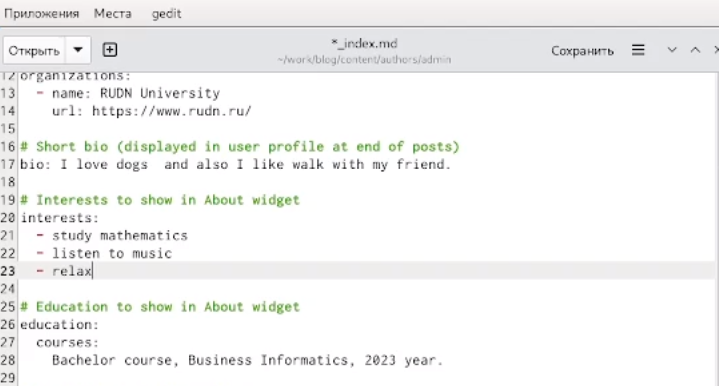 Приложения Места gedit
Открыть *_index.md Сохранить
~/work/blog/content/authors/admin
12 organizations:
13 - name: RUDN University
14 url: https://www.rudn.ru/
15
16 # Short bio (displayed in user profile at end of posts)
17 bio: I love dogs  and also I like walk with my friend.
18
19 # Interests to show in About widget
20 interests:
21 - study mathematics
22 - listen to music
23 - relax
24
25 # Education to show in About widget
26 education:
27 courses:
28 Bachelor course, Business Informatics, 2023 year.
29